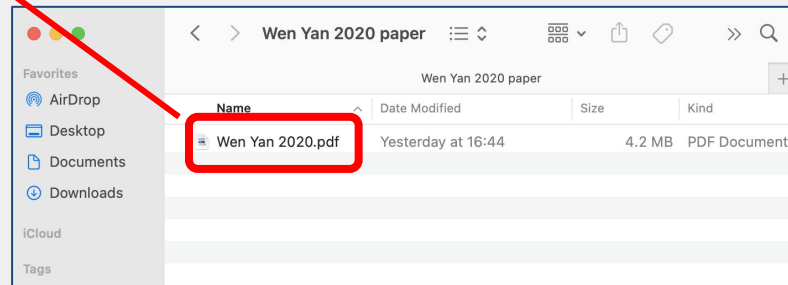 Wen Yan 2020 paper
Favorites
Wen Yan 2020 paper
AirDrop
Name Date Modified Size Kind
Desktop
Wen Yan 2020.pdf Yesterday at 16:44 4.2 MB PDF Document
Documents
Downloads
iCloud
Tags